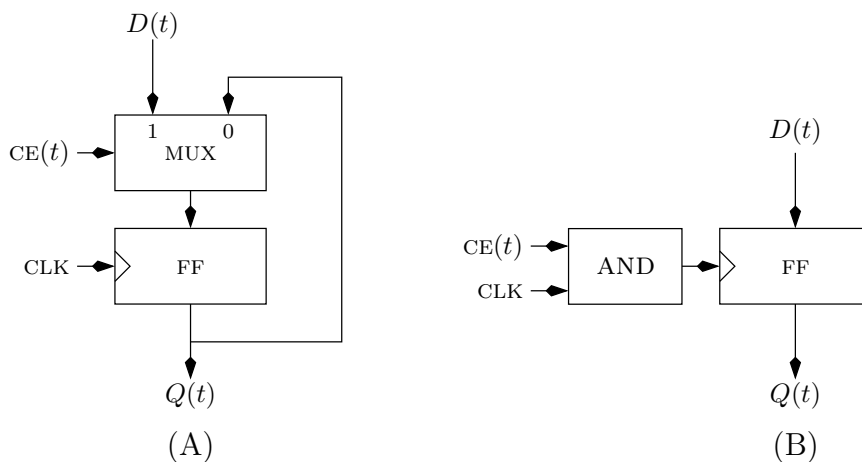 D(t)
1 0
CE(t)
MUX
CLK
FF
Q(t)
(A)
D(t)
CE(t)
CLK
AND
FF
Q(t)
(B)